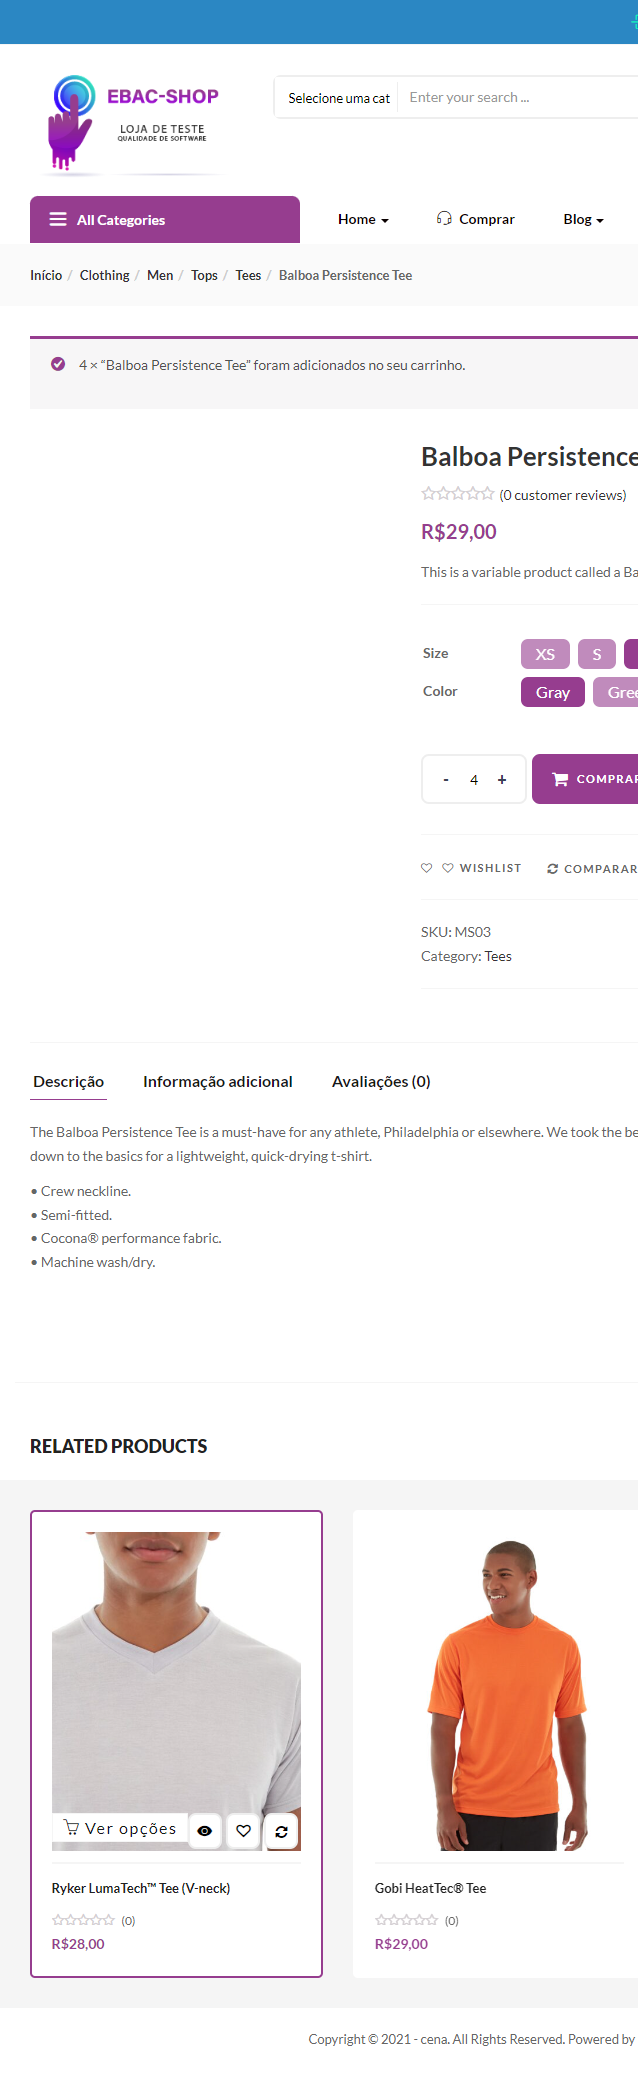 EBAC-SHOP
LOJA DE TESTE
QUALIDADE DE SOFTWARE
Selecione uma cat
Enter your search ...
All Categories
Home
Comprar
Blog
Início / Clothing / Men / Tops / Tees / Balboa Persistence Tee
4 × “Balboa Persistence Tee” foram adicionados no seu carrinho.
Balboa Persistence
(0 customer reviews)
R$29,00
This is a variable product called a Ba
Size XS S
Color Gray Gree
- 4 + COMPRAR
WISHLIST COMPARAR
SKU: MS03
Category: Tees
Descrição Informação adicional Avaliações (0)
The Balboa Persistence Tee is a must-have for any athlete, Philadelphia or elsewhere. We took the be
down to the basics for a lightweight, quick-drying t-shirt.
• Crew neckline.
• Semi-fitted.
• Cocona® performance fabric.
• Machine wash/dry.
RELATED PRODUCTS
Ver opções
Ryker LumaTech™ Tee (V-neck)
(0)
R$28,00
Gobi HeatTec® Tee
(0)
R$29,00
Copyright © 2021 - cena. All Rights Reserved. Powered by